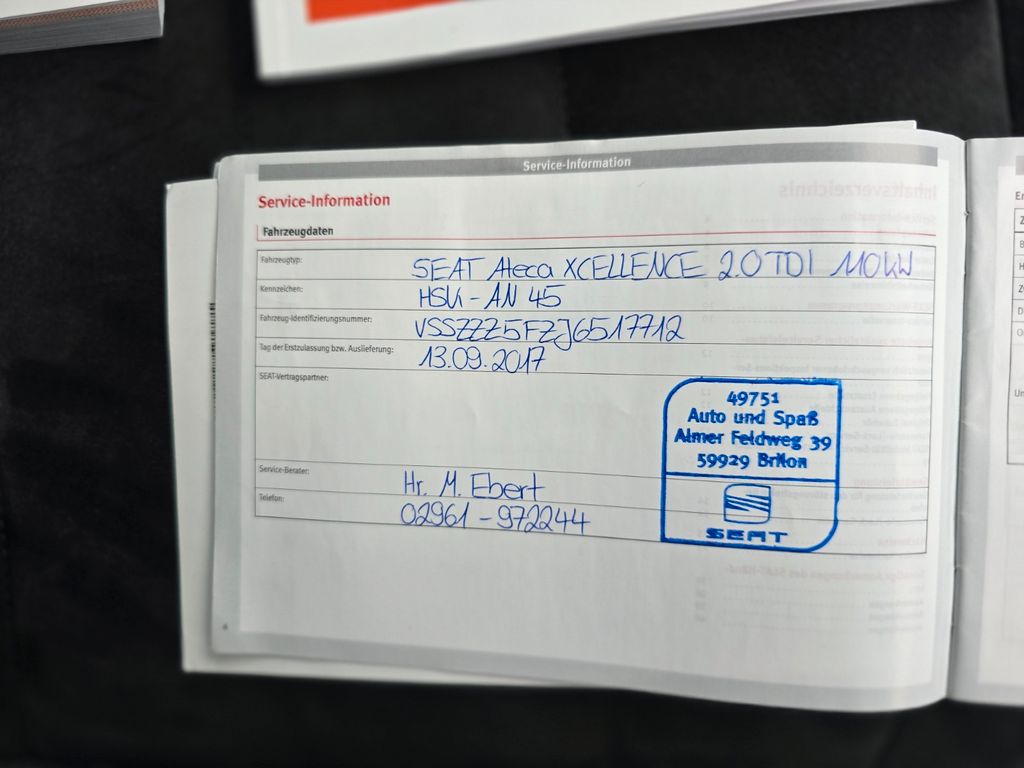 Service-Information
Service-Information
Fahrzeugdaten
Fahrzeugtyp: SEAT Ateca XCELLENCE 2.0 TDI 110kW
Kennzeichen: HSK-AN 45
Fahrzeug-Identifizierungsnummer: VSSZZZ5FZJ6517712
Tag der Erstzulassung bzw. Auslieferung: 13.09.2017
SEAT-Vertragspartner:
49751
Auto und Spaß
Almer Feldweg 39
59929 Brilon
SEAT
Service-Berater: Hr. M. Ebert
Telefon: 02961-972244